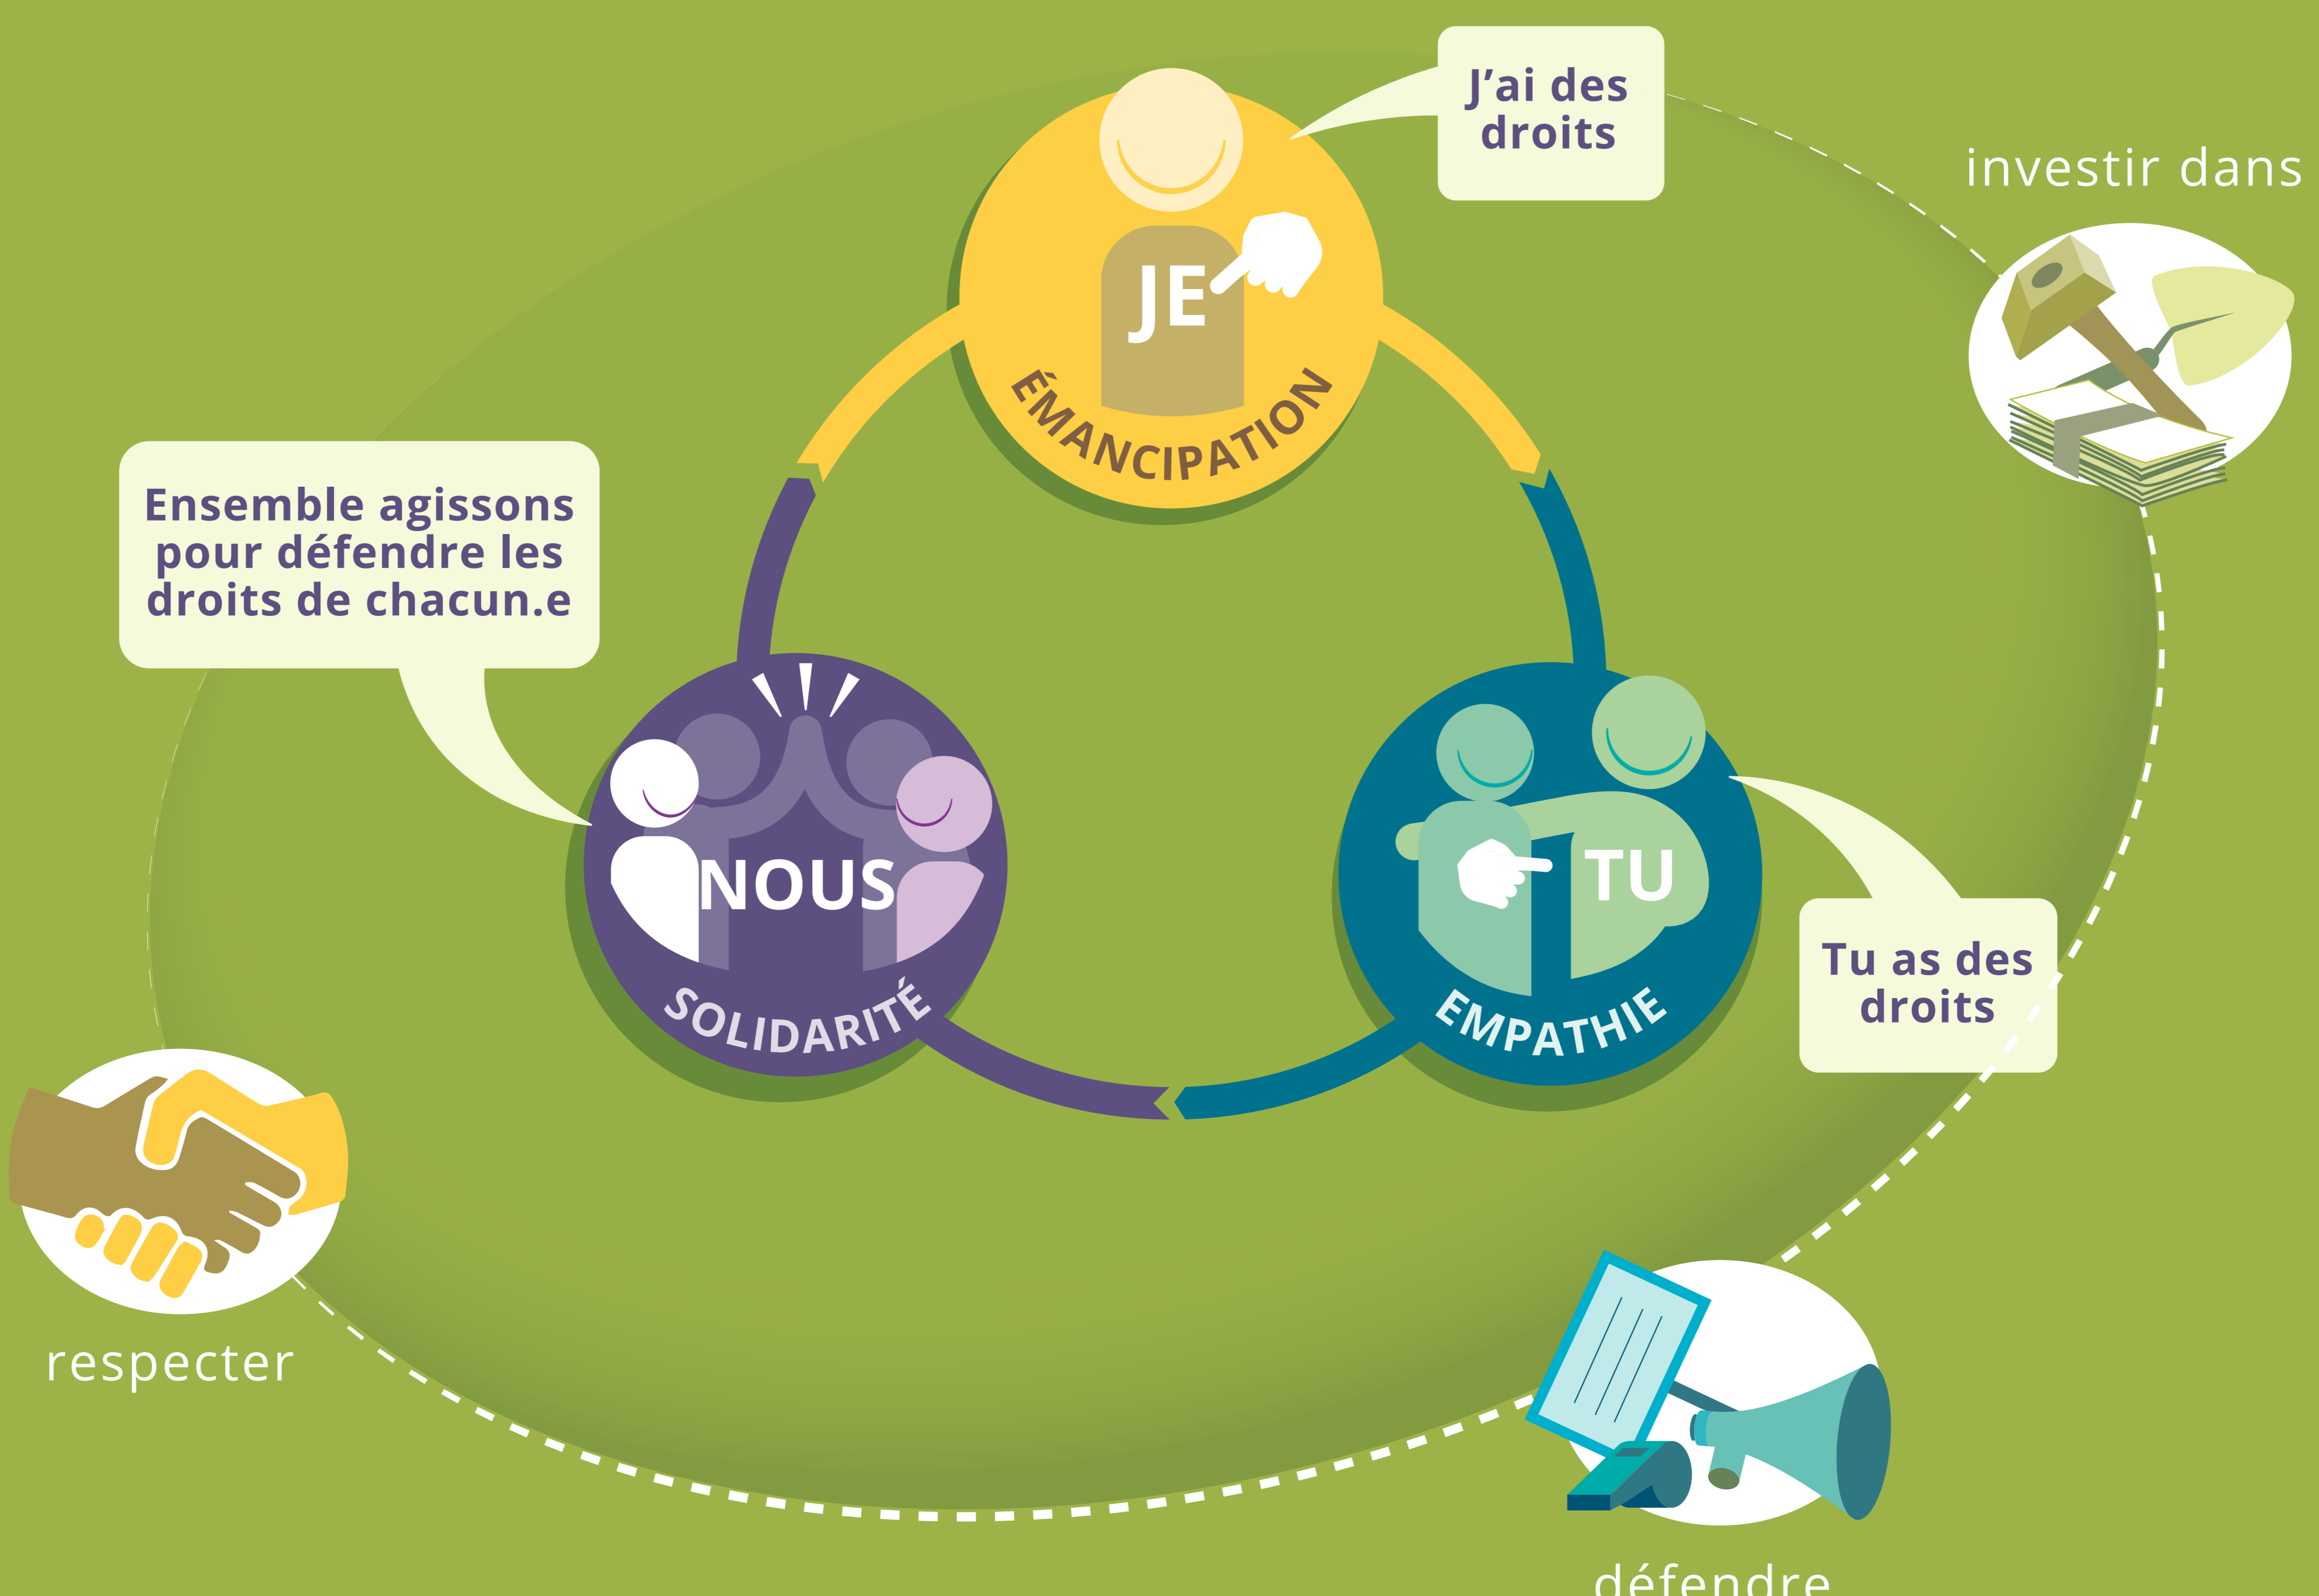 J’ai des
droits
investir dans
JE
ÉMANCIPATION
Ensemble agissons
pour défendre les
droits de chacun.e
NOUS
SOLIDARITÉ
TU
EMPATHIE
Tu as des
droits
respecter
défendre